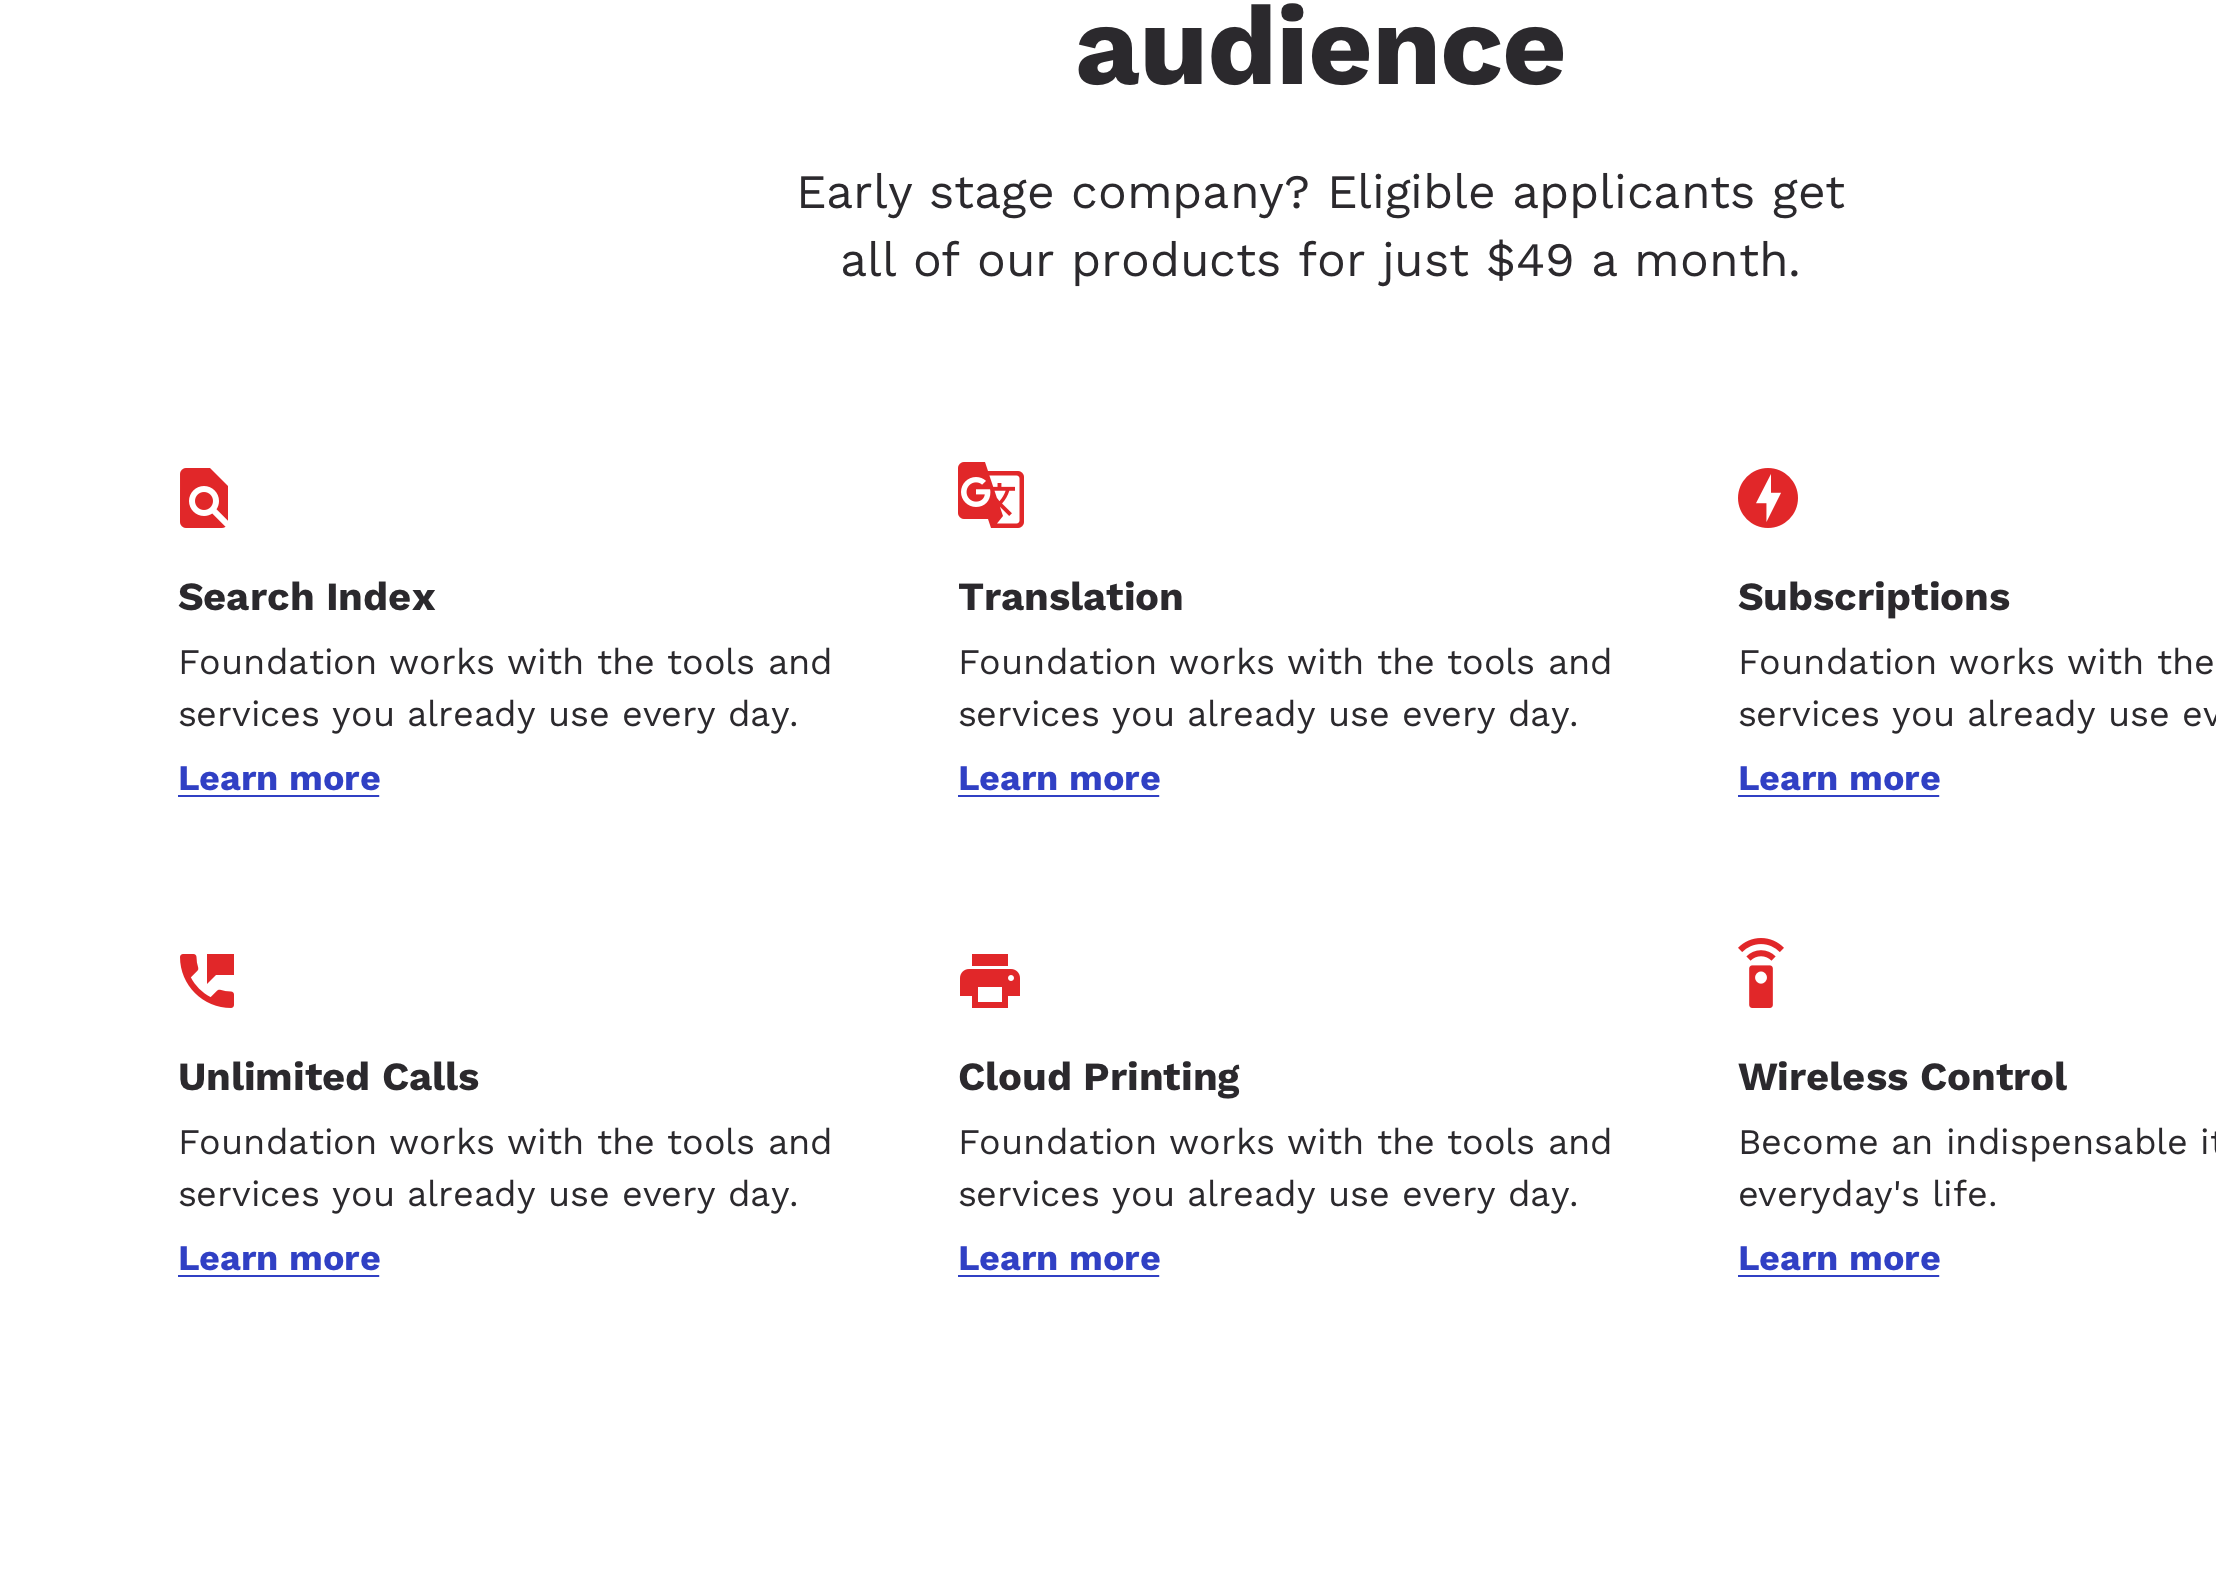 audience
Early stage company? Eligible applicants get
all of our products for just $49 a month.
Search Index
Foundation works with the tools and
services you already use every day.
Learn more
Translation
Foundation works with the tools and
services you already use every day.
Learn more
Subscriptions
Foundation works with the
services you already use
Learn more
Unlimited Calls
Foundation works with the tools and
services you already use every day.
Learn more
Cloud Printing
Foundation works with the tools and
services you already use every day.
Learn more
Wireless Control
Become an indispensable
everyday's life.
Learn more